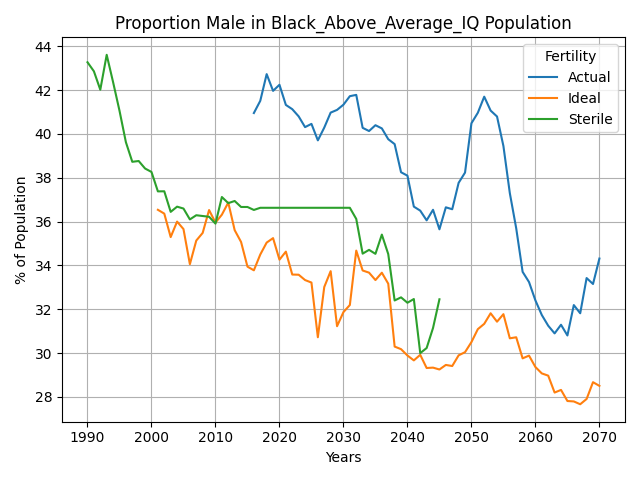 Proportion Male in Black_Above_Average_IQ Population
% of Population
44
42
40
38
36
34
32
30
28
Fertility
Actual
Ideal
Sterile
1990 2000 2010 2020 2030 2040 2050 2060 2070
Years